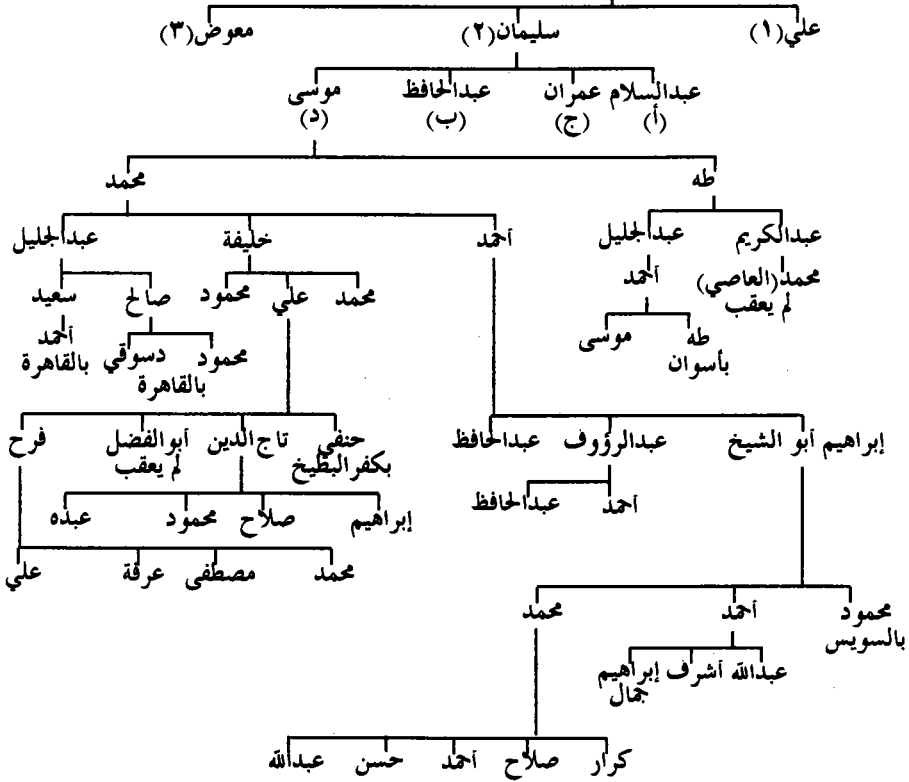 علي(١) سليمان(٢) معوض(٣)
عبدالسلام عمران عبدالحافظ موسى
(أ) (ج) (ب) (د)
طه محمد
عبدالكريم عبدالجليل أحمد خليفة عبدالجليل
محمد(العاصي) أحمد محمد علي محمود صالح سعيد
لم يعقب
طه موسى محمود دسوقي أحمد
بأسوان بالقاهرة بالقاهرة
إبراهيم أبو الشيخ عبدالرؤوف عبدالحافظ حنفي تاج الدين أبوالفضل فرح
بكفرالبطيخ لم يعقب
أحمد عبدالحافظ إبراهيم صلاح محمود عبده
محمد مصطفى عرفة علي
محمود أحمد محمد
بالسويس
عبدالله أشرف إبراهيم
جمال
كرار صلاح أحمد حسن عبدالله